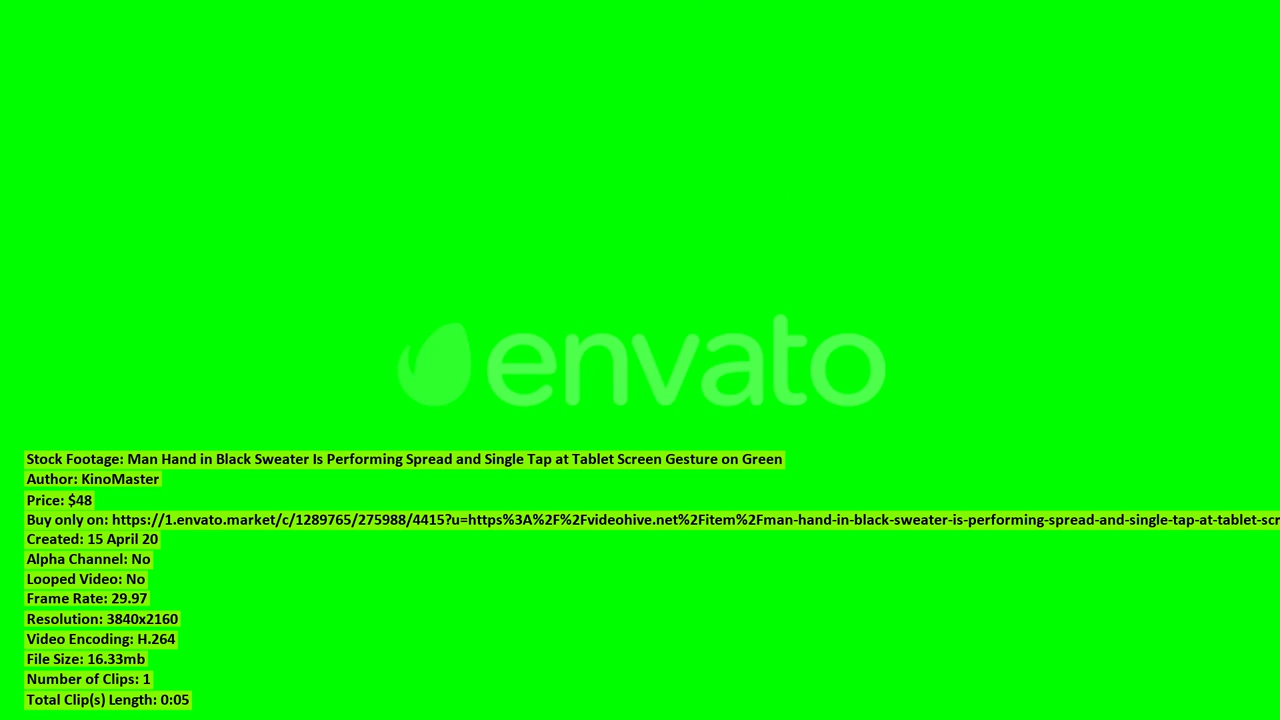 envato
Stock Footage: Man Hand in Black Sweater Is Performing Spread and Single Tap at Tablet Screen Gesture on Green
Author: KinoMaster
Price: $48
Buy only on: https://1.envato.market/c/1289765/275988/4415?u=https%3A%2F%2Fvideohive.net%2Fitem%2Fman-hand-in-black-sweater-is-performing-spread-and-single-tap-at-tablet-scr
Created: 15 April 20
Alpha Channel: No
Looped Video: No
Frame Rate: 29.97
Resolution: 3840x2160
Video Encoding: H.264
File Size: 16.33mb
Number of Clips: 1
Total Clip(s) Length: 0:05